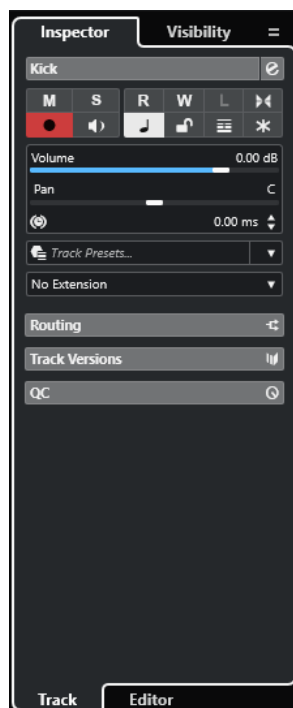 Inspector Visibility
Kick
M S R W L
Volume 0.00 dB
Pan C
0.00 ms
Track Presets...
No Extension
Routing
Track Versions
QC
Track Editor